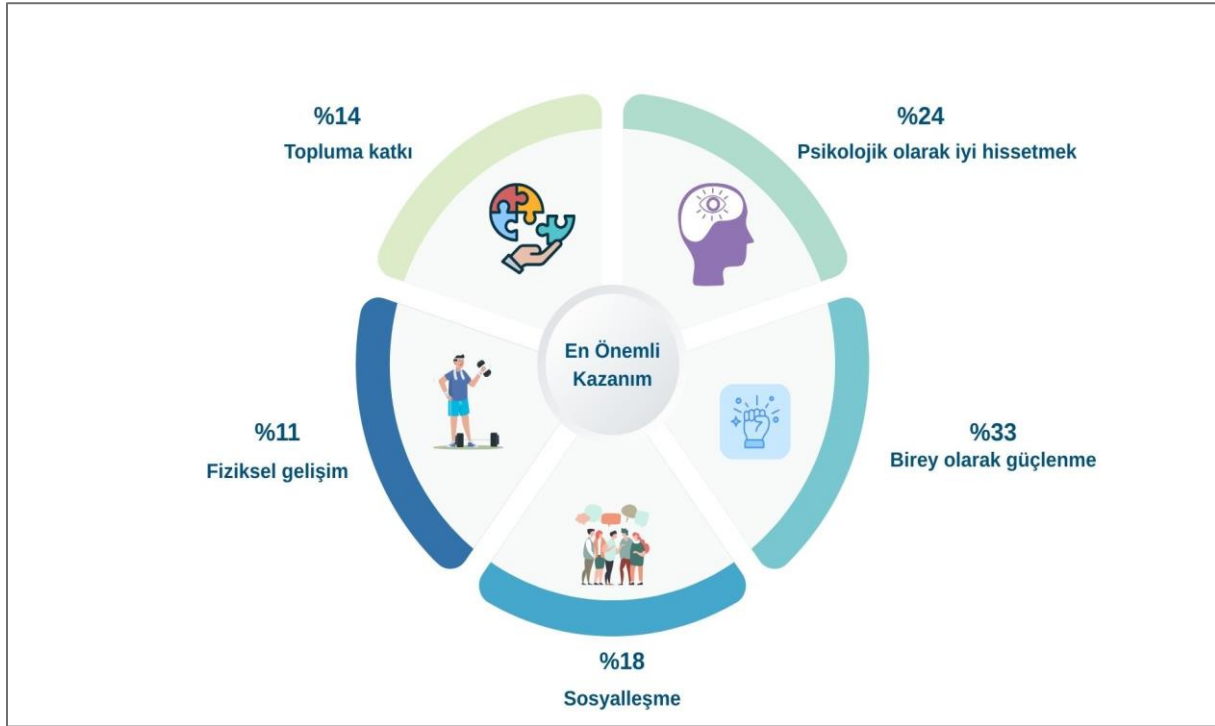 %14
Topluma katkı
%24
Psikolojik olarak iyi hissetmek
En Önemli
Kazanım
%11
Fiziksel gelişim
%33
Birey olarak güçlenme
%18
Sosyalleşme